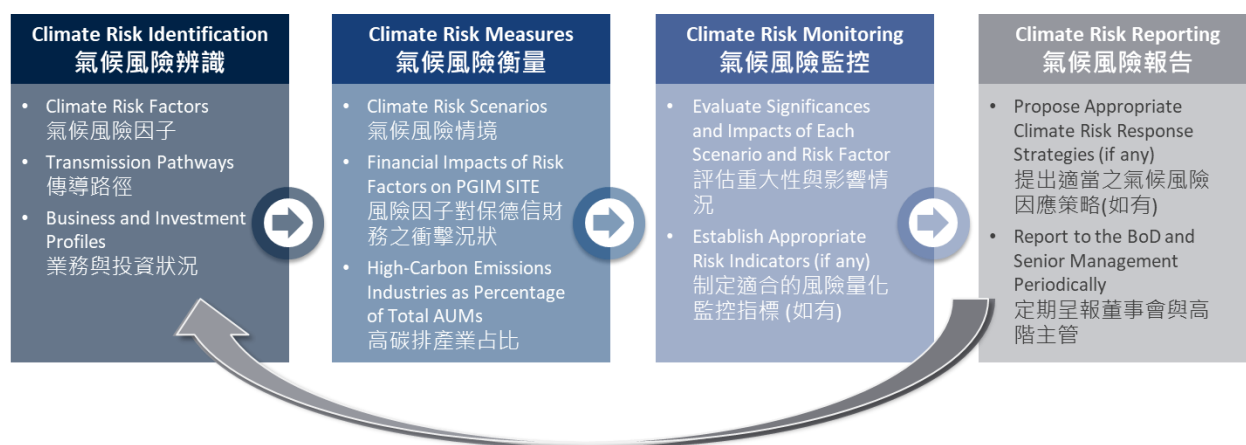 Climate Risk Identification
氣候風險辨識
• Climate Risk Factors
氣候風險因子
• Transmission Pathways
傳導路徑
• Business and Investment
Profiles
業務與投資狀況
Climate Risk Measures
氣候風險衡量
• Climate Risk Scenarios
氣候風險情境
• Financial Impacts of Risk
Factors on PGIM SITE
風險因子對保德信財
務之衝擊況狀
• High-Carbon Emissions
Industries as Percentage
of Total AUMs
高碳排產業占比
Climate Risk Monitoring
氣候風險監控
• Evaluate Significances
and Impacts of Each
Scenario and Risk Factor
評估重大性與影響情
況
• Establish Appropriate
Risk Indicators (if any)
制定適合的風險量化
監控指標 (如有)
Climate Risk Reporting
氣候風險報告
• Propose Appropriate
Climate Risk Response
Strategies (if any)
提出適當之氣候風險
因應策略(如有)
• Report to the BoD and
Senior Management
Periodically
定期呈報董事會與高
階主管